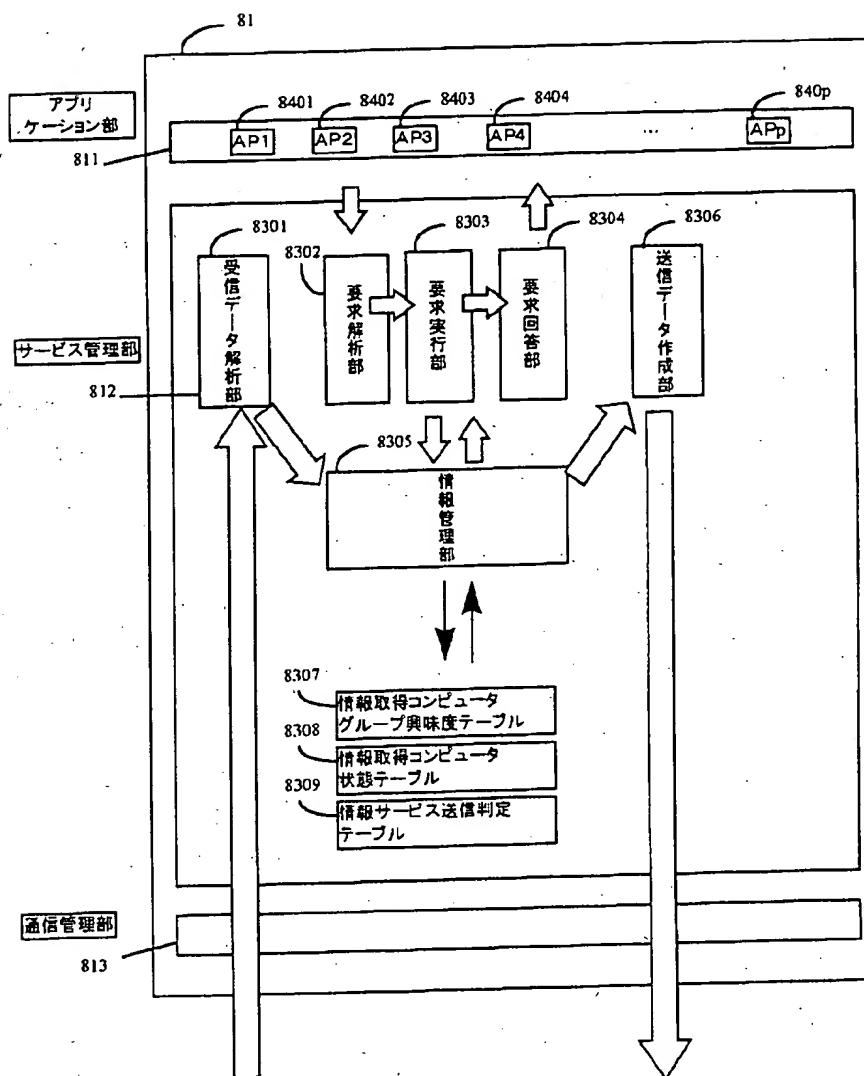 81
アプリ
ケーション部
811
8401
8402
8403
8404
840p
AP1
AP2
AP3
AP4
...
APp
8301
8302
8303
8304
8306
受信データ解析部
要求解析部
要求実行部
要求回答部
送信データ作成部
サービス管理部
812
8305
情報管理部
8307
情報取得コンピュータ
グループ興味度テーブル
8308
情報取得コンピュータ
状態テーブル
8309
情報サービス送信判定
テーブル
通信管理部
813